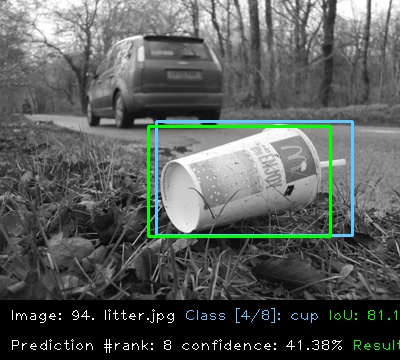 Image: 94. litter.jpg Class [4/8]: cup IoU: 81.1
Prediction #rank: 8 confidence: 41.38% Result